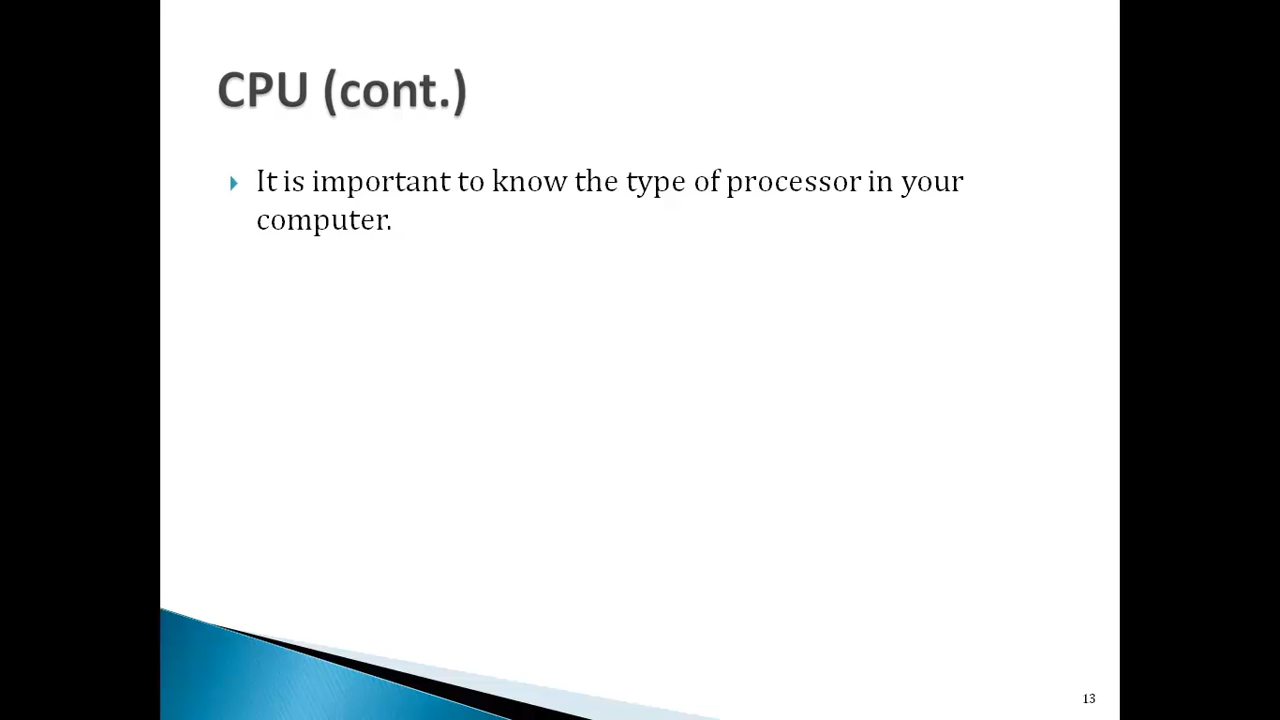 CPU (cont.)
It is important to know the type of processor in your
computer.
13